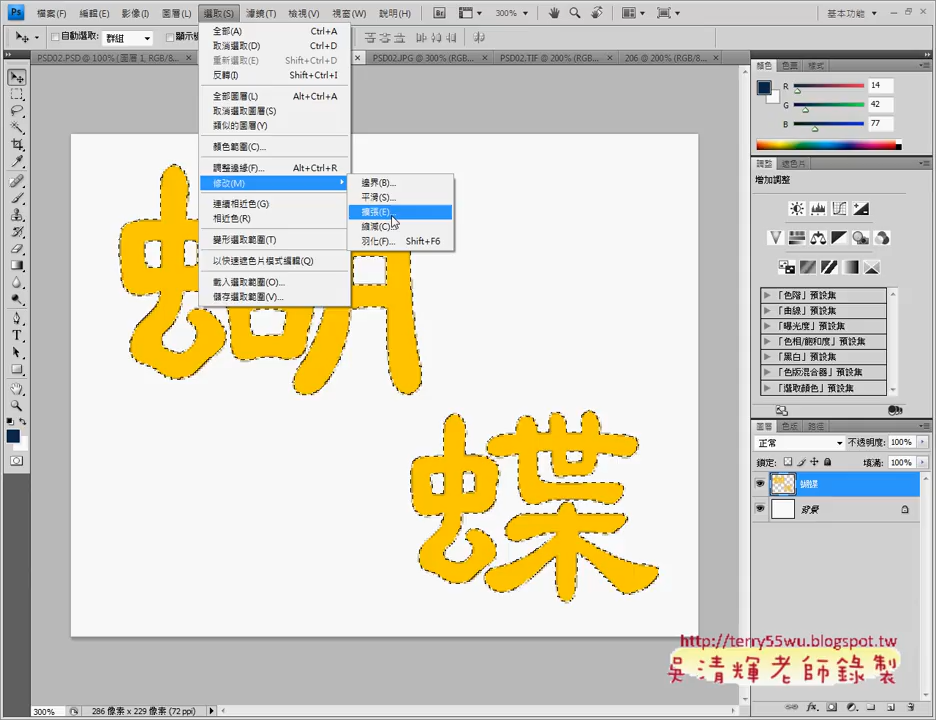 檔案(F) 編輯(E) 影像(I) 圖層(L) 選取(S) 濾鏡(T) 檢視(V) 視窗(W) 說明(H) 300% 基本功能
自動選取: 群組 顯示
PSD02.PSD @ 100% (圖層 1, RGB/8... PSD02.JPG @ 300% (RGB... PSD02.TIF @ 200% (RGB... 206 @ 200% (RGB/8...
全部(A) Ctrl+A
取消選取(D) Ctrl+D
重新選取(E) Shift+Ctrl+D
反轉(I) Shift+Ctrl+I
全部圖層(L) Alt+Ctrl+A
取消選取圖層(S)
類似的圖層(Y)
顏色範圍(C)...
調整邊緣(F)... Alt+Ctrl+R
修改(M)
連續相近色(G)
相近色(R)
變形選取範圍(T)
以快速遮色片模式編輯(Q)
載入選取範圍(O)...
儲存選取範圍(V)...
邊界(B)...
平滑(S)...
擴張(E)...
縮減(C)...
羽化(F)... Shift+F6
蝴
蝶
顏色 色票 樣式
R 14
G 42
B 77
調整 遮色片
增加調整
「色階」預設集
「曲線」預設集
「曝光度」預設集
「色相/飽和度」預設集
「黑白」預設集
「色版混合器」預設集
「選取顏色」預設集
圖層 色版 路徑
正常 不透明度: 100%
鎖定: 填滿: 100%
蝴蝶
背景
http://terry55wu.blogspot.tw
吳清輝老師錄製
300% 286 像素 x 229 像素 (72 ppi)